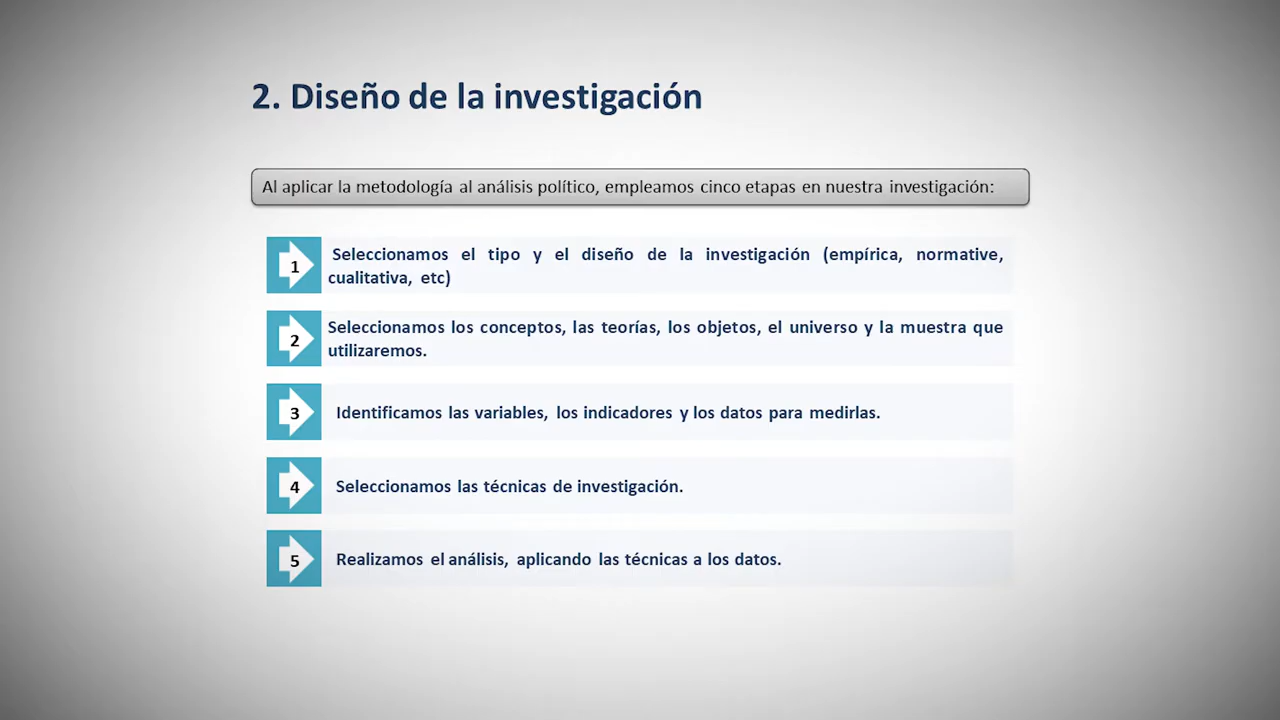 2. Diseño de la investigación
Al aplicar la metodología al análisis político, empleamos cinco etapas en nuestra investigación:
1
Seleccionamos el tipo y el diseño de la investigación (empírica, normative,
cualitativa, etc)
2
Seleccionamos los conceptos, las teorías, los objetos, el universo y la muestra que
utilizaremos.
3
Identificamos las variables, los indicadores y los datos para medirlas.
4
Seleccionamos las técnicas de investigación.
5
Realizamos el análisis, aplicando las técnicas a los datos.